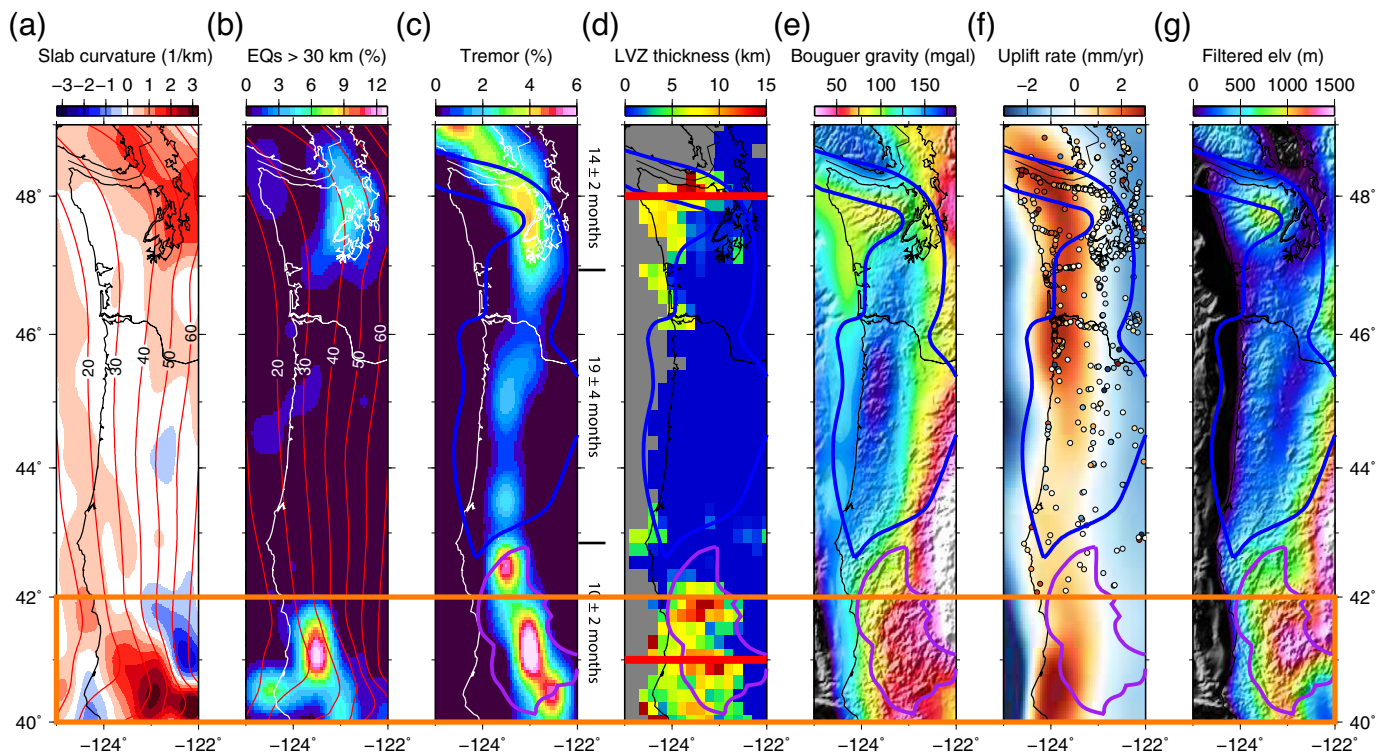 (a) (b) (c) (d) (e) (f) (g)
Slab curvature (1/km) EQs > 30 km (%) Tremor (%) LVZ thickness (km) Bouguer gravity (mgal) Uplift rate (mm/yr) Filtered elv (m)
−3 −2 −1 0 1 2 3 0 3 6 9 12 0 2 4 6 0 5 10 15 50 100 150 −2 0 2 0 500 1000 1500
48° 48°
46° 46°
44° 44°
42° 42°
40° 40°
20 30 40 50 60
20 30 40 50 60
14 ± 2 months
19 ± 4 months
10 ± 2 months
−124° −122° −124° −122° −124° −122° −124° −122° −124° −122° −124° −122° −124° −122°